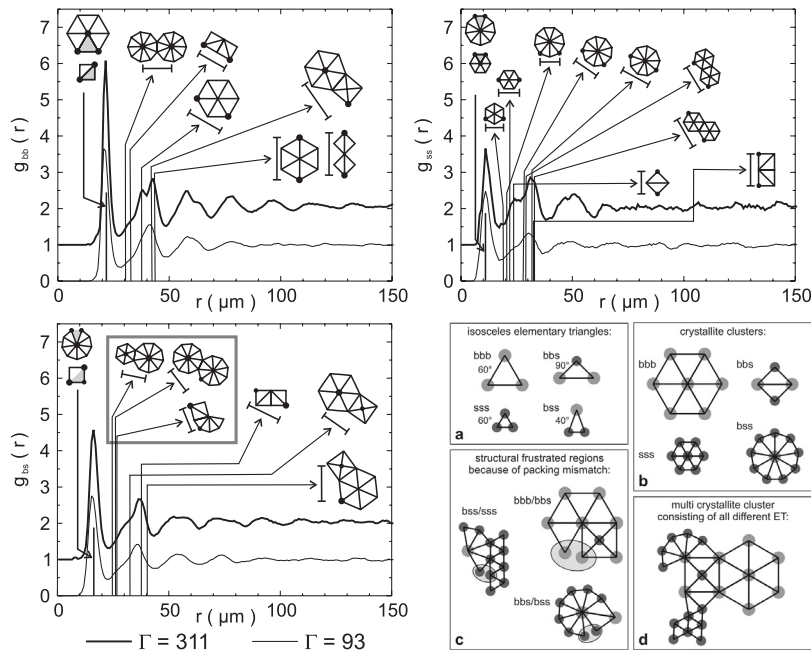 7
6
5
4
3
2
1
0
g bb ( r )
0 50 100 150
r ( µm )
7
6
5
4
3
2
1
0
g ss ( r )
0 50 100 150
r ( µm )
7
6
5
4
3
2
1
0
g bs ( r )
0 50 100 150
r ( µm )
Γ = 311 Γ = 93
isosceles elementary triangles:
bbb
60°
bbs
90°
sss
60°
bss
40°
a
crystallite clusters:
bbb
bbs
sss
bss
b
structural frustrated regions
because of packing mismatch:
bbb/bbs
bss/sss
bbs/bss
c
multi crystallite cluster
consisting of all different ET:
d